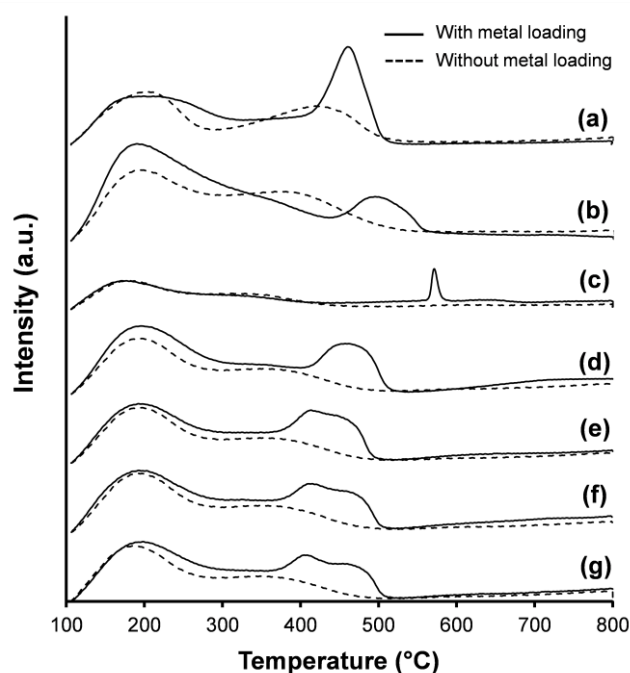 With metal loading
Without metal loading
(a)
(b)
(c)
(d)
(e)
(f)
(g)
Intensity (a.u.)
100 200 300 400 500 600 700 800
Temperature (°C)